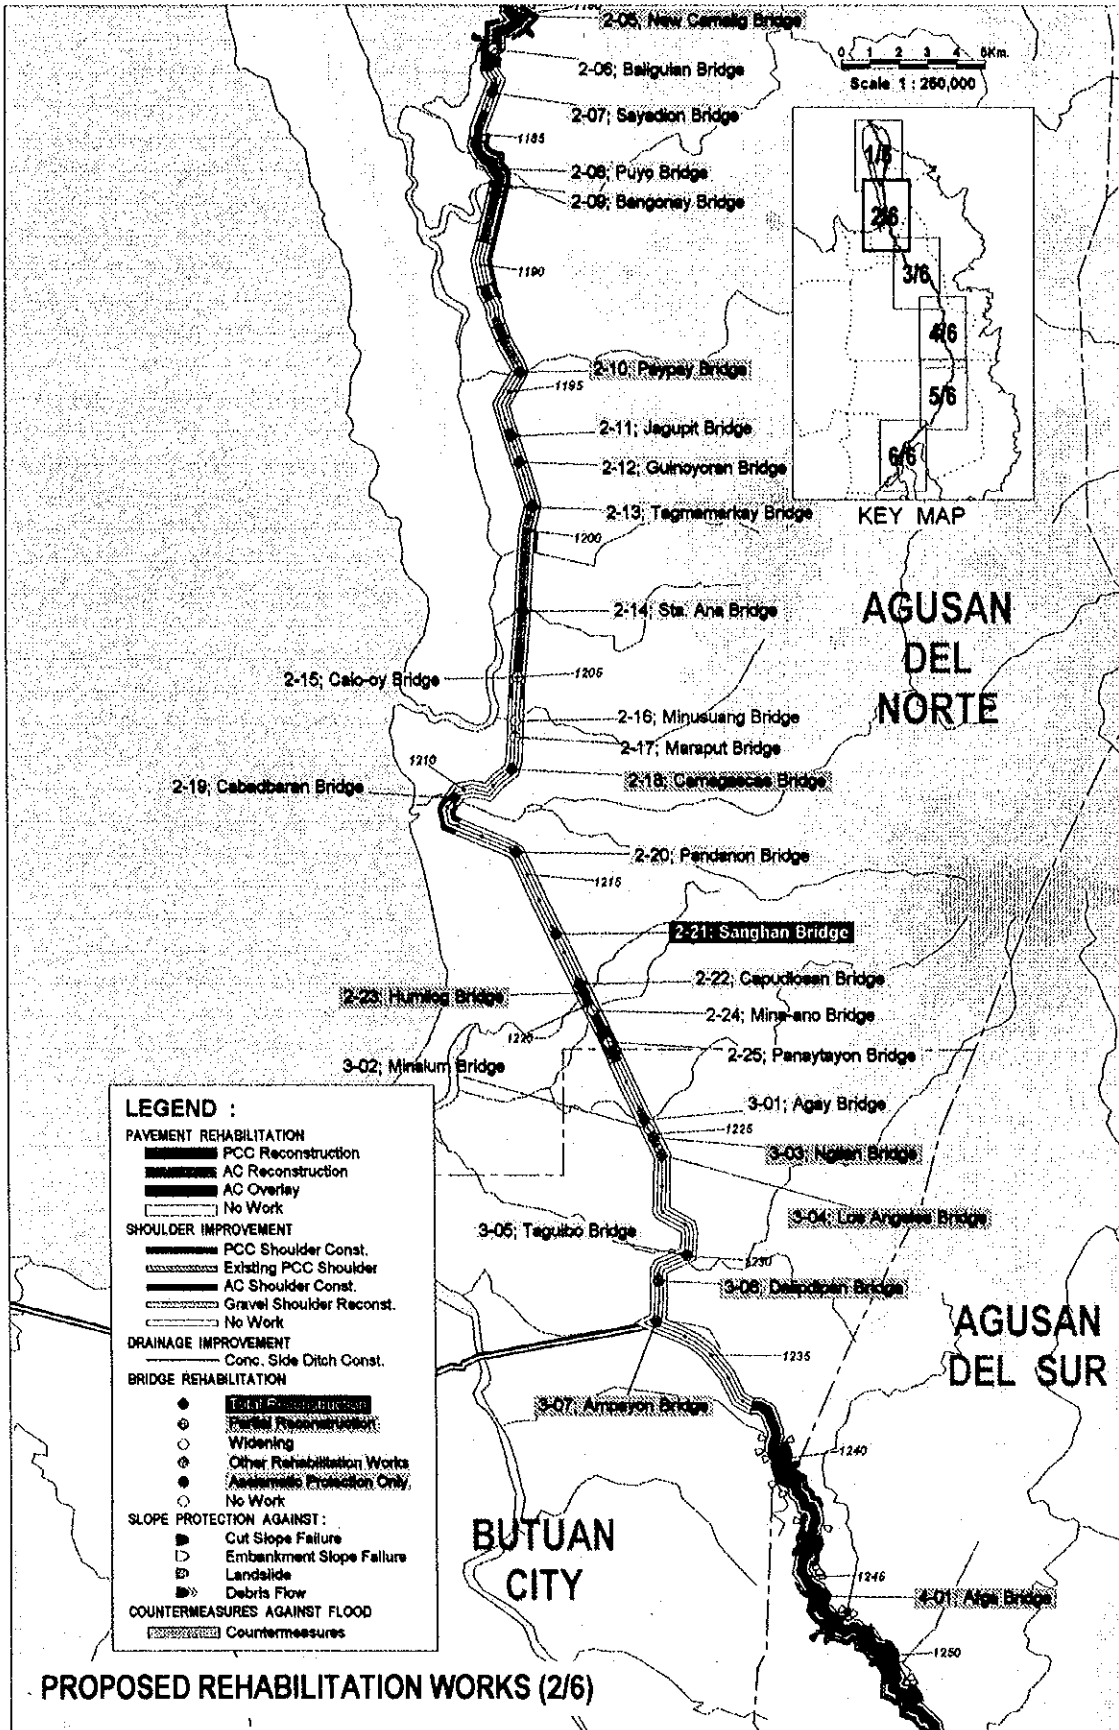 1180
2-05; New Camalig Bridge
0 1 2 3 4 5Km.
2-06; Baliguian Bridge
Scale 1 : 250,000
2-07; Sayadion Bridge
1185
2-08; Puyo Bridge
2-09; Bangonay Bridge
1190
1/6
2/6
3/6
4/6
5/6
6/6
KEY MAP
2-10; Paypay Bridge
1195
2-11; Jagupit Bridge
2-12; Guinoyoran Bridge
2-13; Tagmamarkay Bridge
1200
AGUSAN
DEL
NORTE
2-14; Sta. Ana Bridge
2-15; Calo-oy Bridge
1205
2-16; Minusuang Bridge
2-17; Maraput Bridge
1210
2-18; Camagascas Bridge
2-19; Cabadbaran Bridge
2-20; Pandanon Bridge
1215
2-21; Sanghan Bridge
2-22; Capudlosan Bridge
2-23; Humilog Bridge
2-24; Mina-ano Bridge
1220
2-25; Panaytayon Bridge
3-02; Minalum Bridge
3-01; Agay Bridge
1225
3-03; Ngilan Bridge
3-04; Los Angeles Bridge
3-05; Taguibo Bridge
1230
3-06; Daapdipan Bridge
AGUSAN
DEL SUR
1235
3-07; Ampayon Bridge
1240
BUTUAN
CITY
1245
4-01; Afga Bridge
1250
LEGEND :
PAVEMENT REHABILITATION
PCC Reconstruction
AC Reconstruction
AC Overlay
No Work
SHOULDER IMPROVEMENT
PCC Shoulder Const.
Existing PCC Shoulder
AC Shoulder Const.
Gravel Shoulder Reconst.
No Work
DRAINAGE IMPROVEMENT
Conc. Side Ditch Const.
BRIDGE REHABILITATION
Total Reconstruction
Partial Reconstruction
Widening
Other Rehabilitation Works
Aseismatic Protection Only
No Work
SLOPE PROTECTION AGAINST :
Cut Slope Failure
Embankment Slope Failure
Landslide
Debris Flow
COUNTERMEASURES AGAINST FLOOD
Countermeasures
PROPOSED REHABILITATION WORKS (2/6)